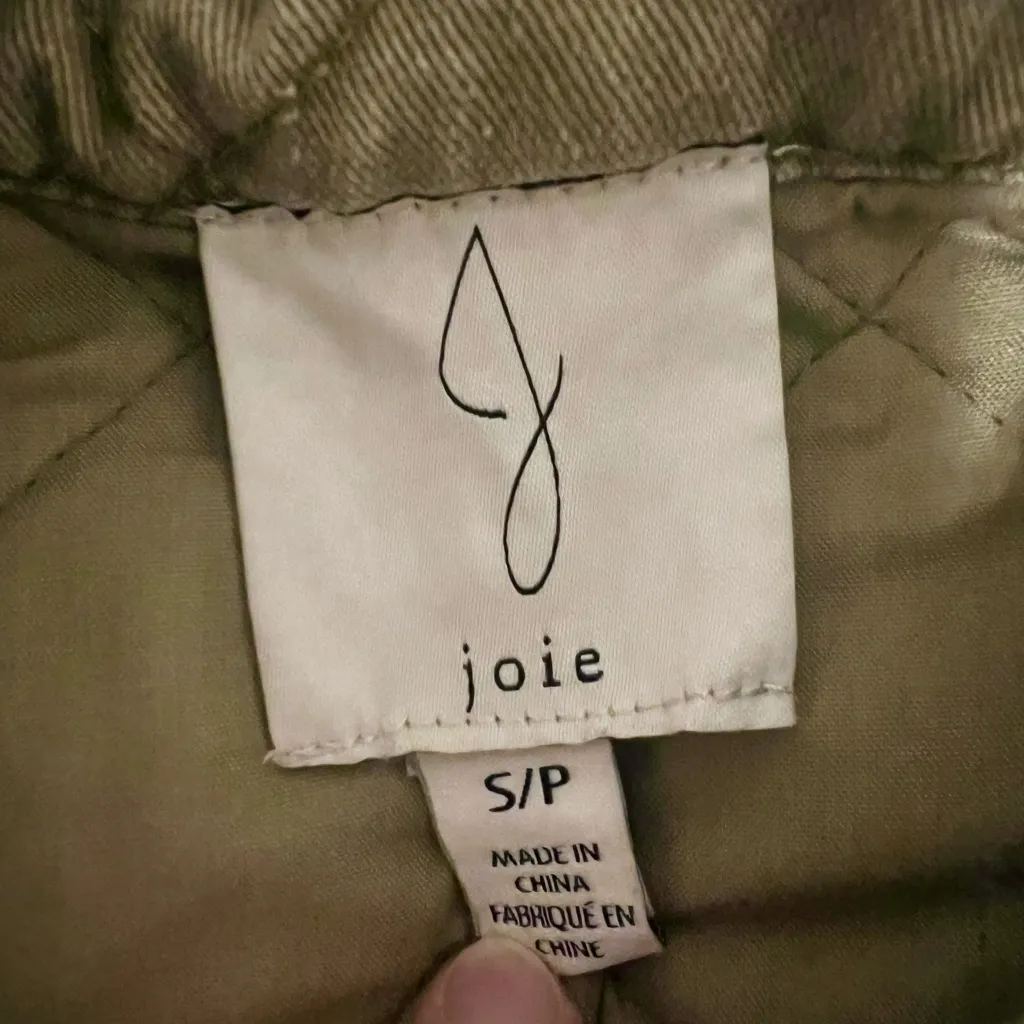 joie
S/P
MADE IN
CHINA
FABRIQUÉ EN
CHINE